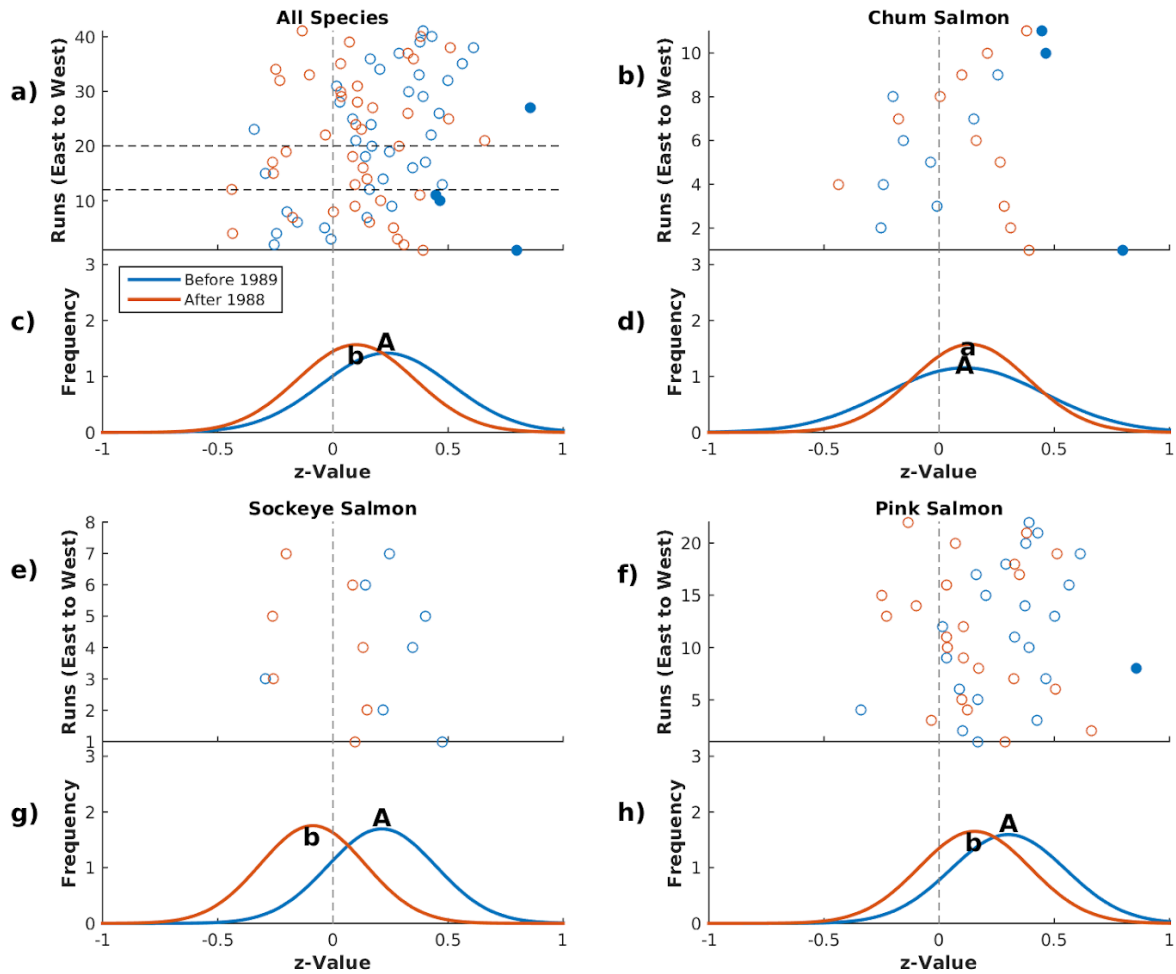 All Species
a)
Runs (East to West)
40
30
20
10
c)
Frequency
3
2
1
0
Before 1989
After 1988
b
A
-1
-0.5
0
0.5
1
z-Value
Chum Salmon
b)
Runs (East to West)
10
8
6
4
2
d)
Frequency
3
2
1
0
a
A
-1
-0.5
0
0.5
1
z-Value
Sockeye Salmon
e)
Runs (East to West)
8
7
6
5
4
3
2
1
g)
Frequency
3
2
1
0
b
A
-1
-0.5
0
0.5
1
z-Value
Pink Salmon
f)
Runs (East to West)
20
15
10
5
h)
Frequency
3
2
1
0
b
A
-1
-0.5
0
0.5
1
z-Value